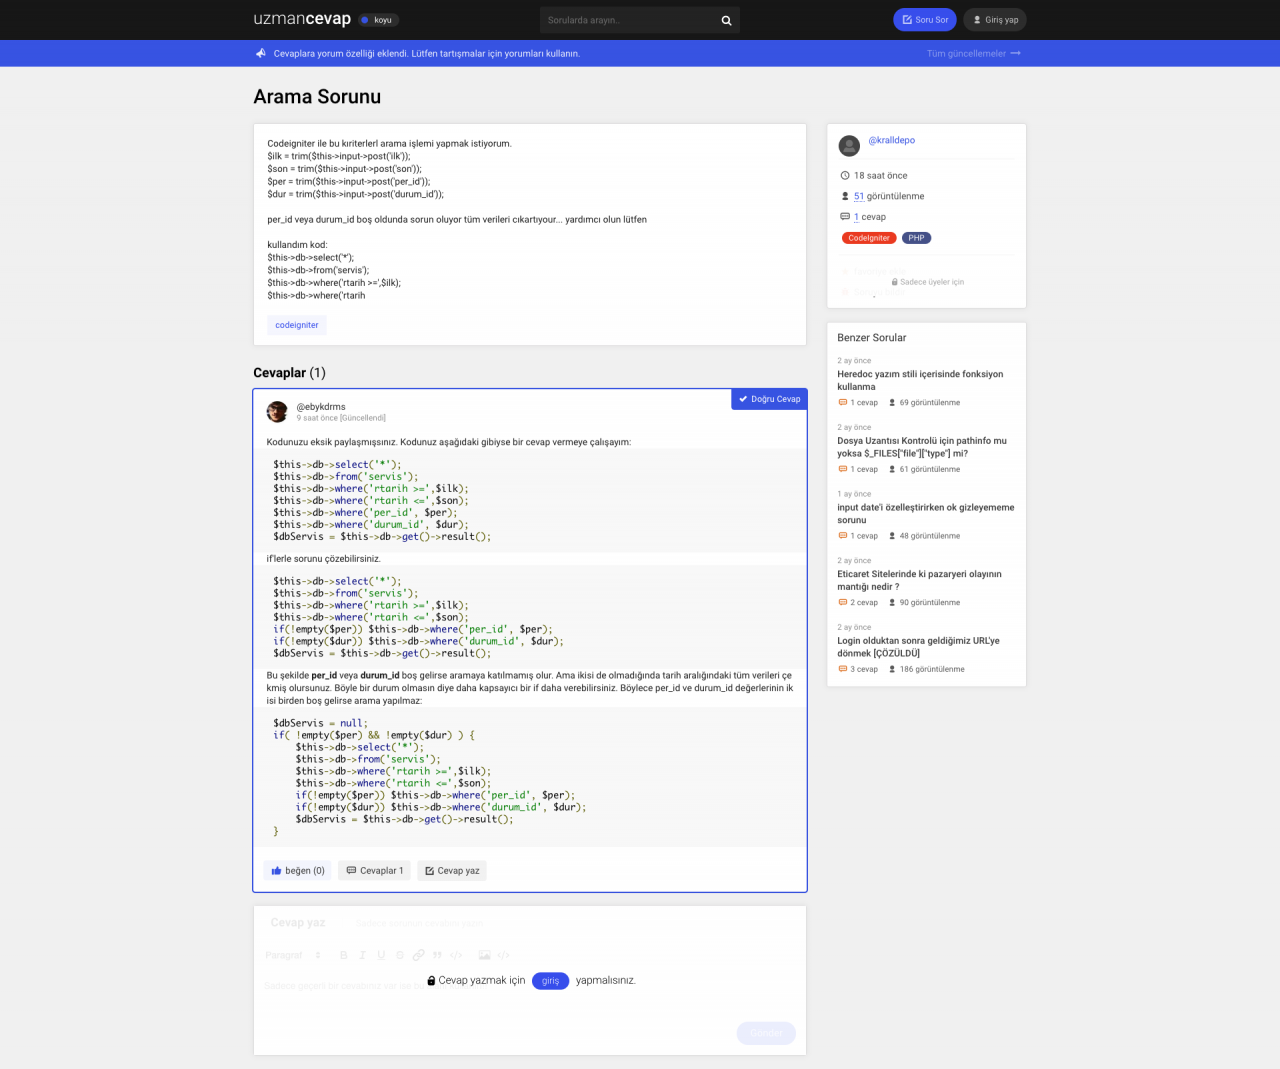 uzmancevap
koyu
Sorularda arayın..
Soru Sor
Giriş yap
Cevaplara yorum özelliği eklendi. Lütfen tartışmalar için yorumları kullanın.
Tüm güncellemeler
Arama Sorunu
Codeigniter ile bu kıriterlerl arama işlemi yapmak istiyorum.
$ilk = trim($this->input->post('ilk'));
$son = trim($this->input->post('son'));
$per = trim($this->input->post('per_id'));
$dur = trim($this->input->post('durum_id'));
per_id veya durum_id boş oldunda sorun oluyor tüm verileri cıkartıyour... yardımcı olun lütfen
kullandım kod:
$this->db->select('*');
$this->db->from('servis');
$this->db->where('rtarih >=',$ilk);
$this->db->where('rtarih
codeigniter
@kralldepo
18 saat önce
51 görüntülenme
1 cevap
CodeIgniter PHP
Sadece üyeler için
Benzer Sorular
2 ay önce
Heredoc yazım stili içerisinde fonksiyon
kullanma
1 cevap 69 görüntülenme
2 ay önce
Dosya Uzantısı Kontrolü için pathinfo mu
yoksa $_FILES["file"]["type"] mi?
1 cevap 61 görüntülenme
1 ay önce
input date'i özelleştirirken ok gizleyememe
sorunu
1 cevap 48 görüntülenme
2 ay önce
Eticaret Sitelerinde ki pazaryeri olayının
mantığı nedir ?
2 cevap 90 görüntülenme
2 ay önce
Login olduktan sonra geldiğimiz URL'ye
dönmek [ÇÖZÜLDÜ]
3 cevap 186 görüntülenme
Cevaplar (1)
Doğru Cevap
@ebykdrms
9 saat önce [Güncellendi]
Kodunuzu eksik paylaşmışsınız. Kodunuz aşağıdaki gibiyse bir cevap vermeye çalışayım:
$this->db->select('*');
$this->db->from('servis');
$this->db->where('rtarih >=',$ilk);
$this->db->where('rtarih <=',$son);
$this->db->where('per_id', $per);
$this->db->where('durum_id', $dur);
$dbServis = $this->db->get()->result();
if'lerle sorunu çözebilirsiniz.
$this->db->select('*');
$this->db->from('servis');
$this->db->where('rtarih >=',$ilk);
$this->db->where('rtarih <=',$son);
if(!empty($per)) $this->db->where('per_id', $per);
if(!empty($dur)) $this->db->where('durum_id', $dur);
$dbServis = $this->db->get()->result();
Bu şekilde per_id veya durum_id boş gelirse aramaya katılmamış olur. Ama ikisi de olmadığında tarih aralığındaki tüm verileri çe
kmiş olursunuz. Böyle bir durum olmasın diye daha kapsayıcı bir if daha verebilirsiniz. Böylece per_id ve durum_id değerlerinin ik
isi birden boş gelirse arama yapılmaz:
$dbServis = null;
if( !empty($per) && !empty($dur) ) {
$this->db->select('*');
$this->db->from('servis');
$this->db->where('rtarih >=',$ilk);
$this->db->where('rtarih <=',$son);
if(!empty($per)) $this->db->where('per_id', $per);
if(!empty($dur)) $this->db->where('durum_id', $dur);
$dbServis = $this->db->get()->result();
}
beğen (0)
Cevaplar 1
Cevap yaz
Cevap yaz
Paragraf
Cevap yazmak için giriş yapmalısınız.
Gönder